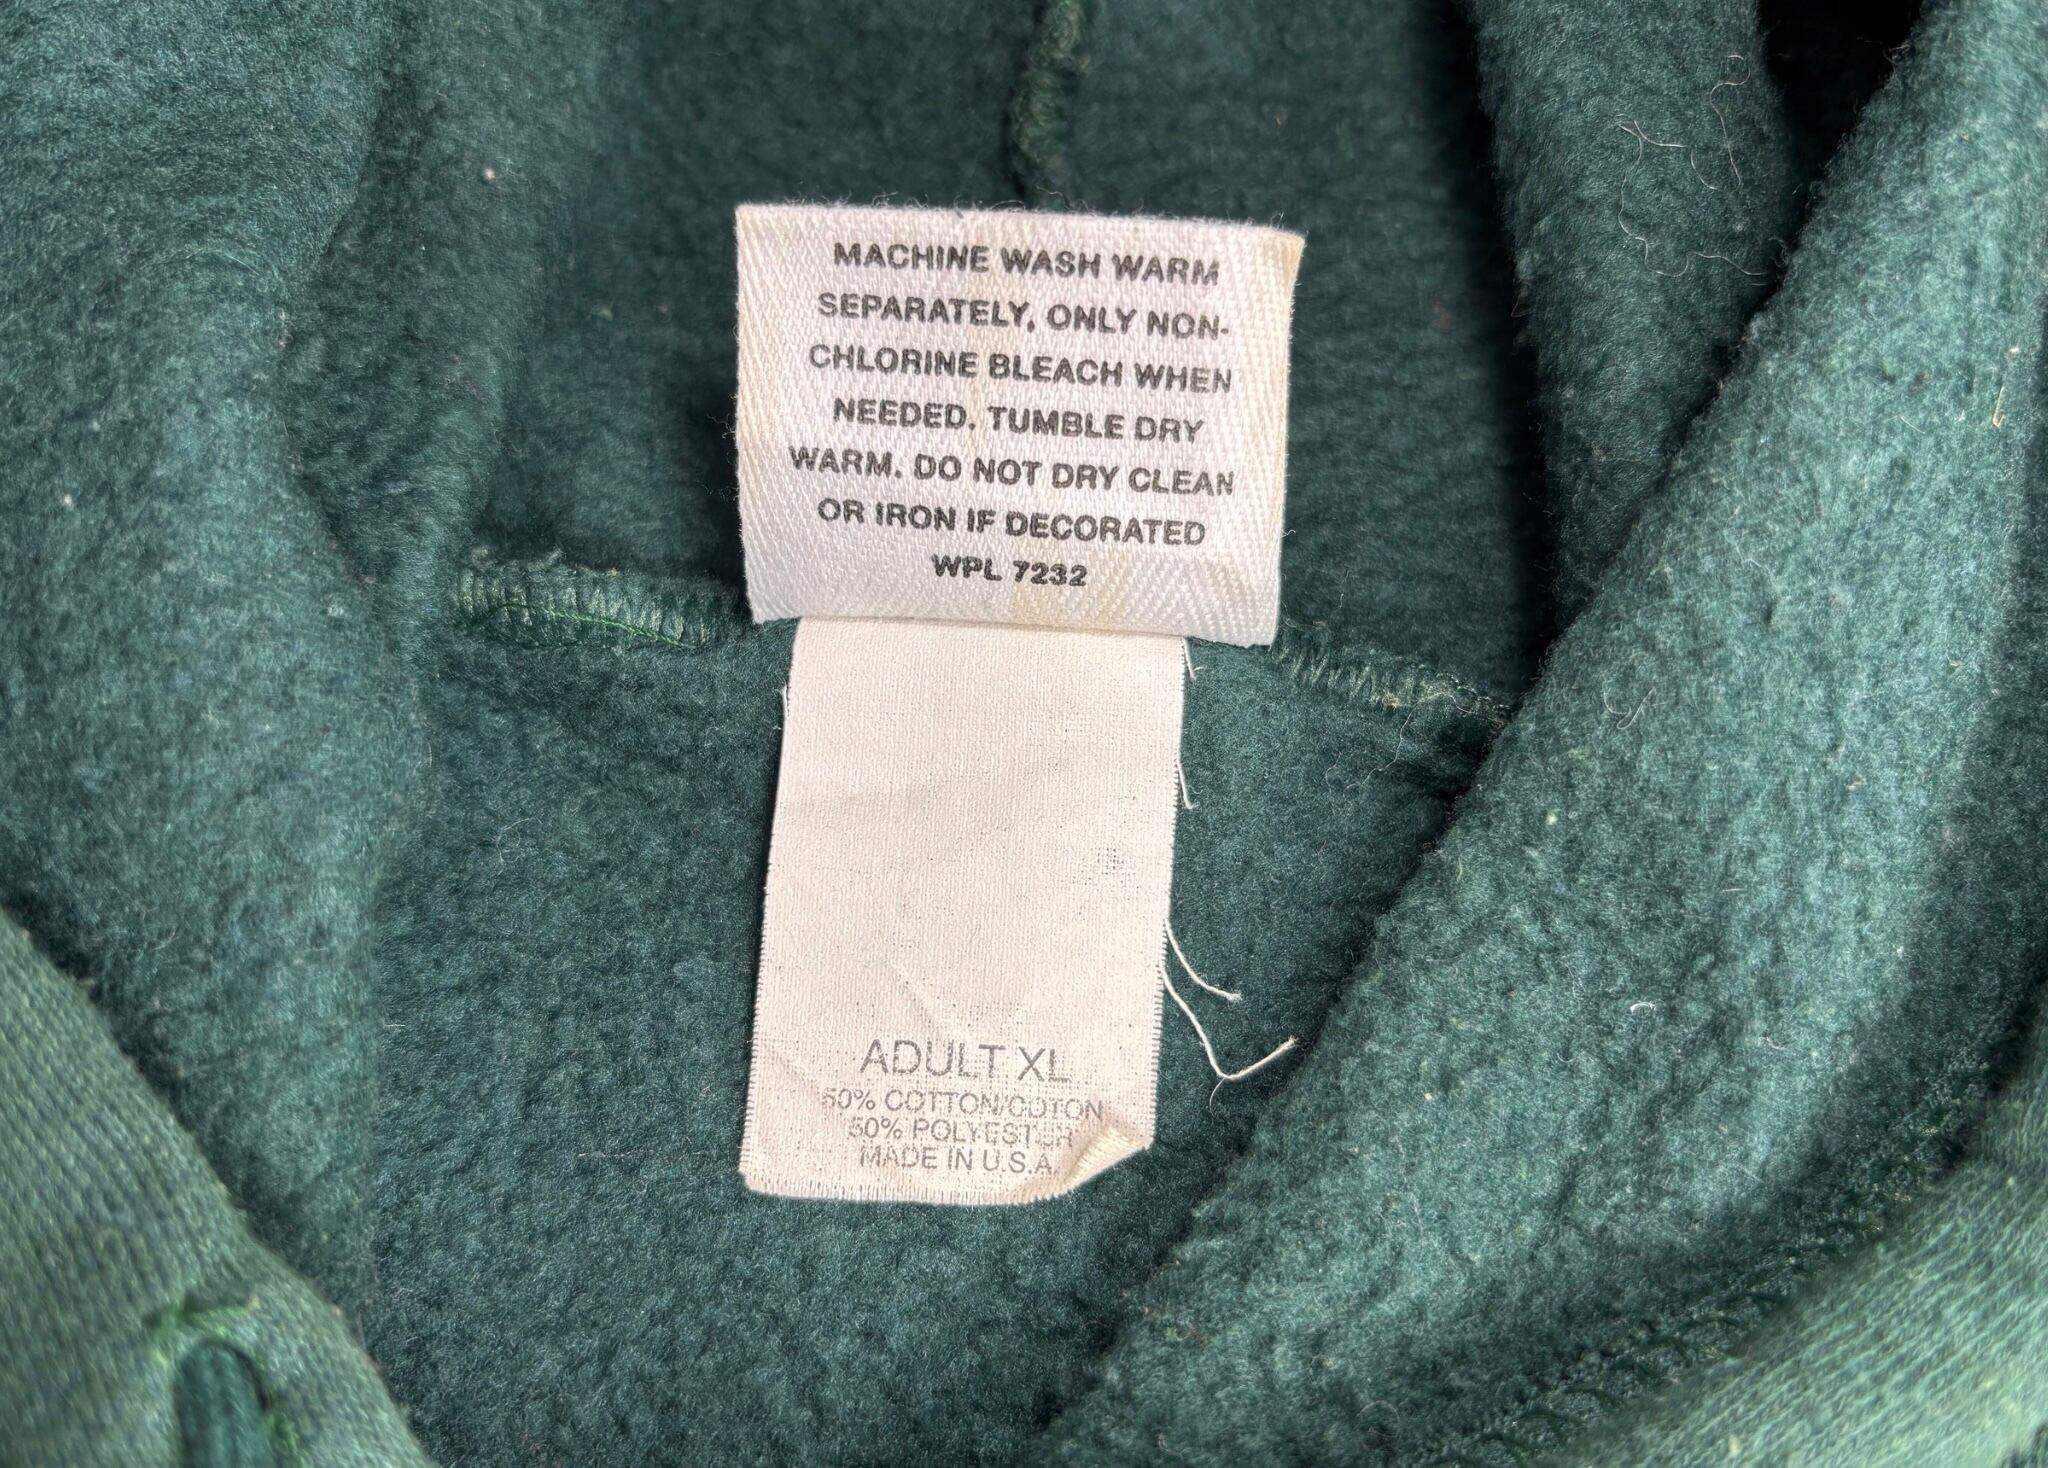 MACHINE WASH WARM
SEPARATELY, ONLY NON-
CHLORINE BLEACH WHEN
NEEDED. TUMBLE DRY
WARM. DO NOT DRY CLEAN
OR IRON IF DECORATED
WPL 7232
ADULT XL
50% COTTON/COTON
50% POLYESTER
MADE IN U.S.A.